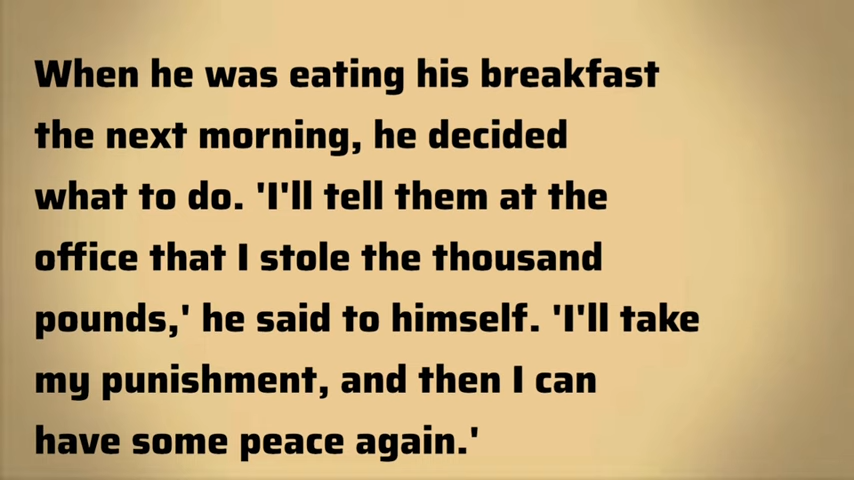 When he was eating his breakfast
the next morning, he decided
what to do. 'I'll tell them at the
office that I stole the thousand
pounds,' he said to himself. 'I'll take
my punishment, and then I can
have some peace again.'